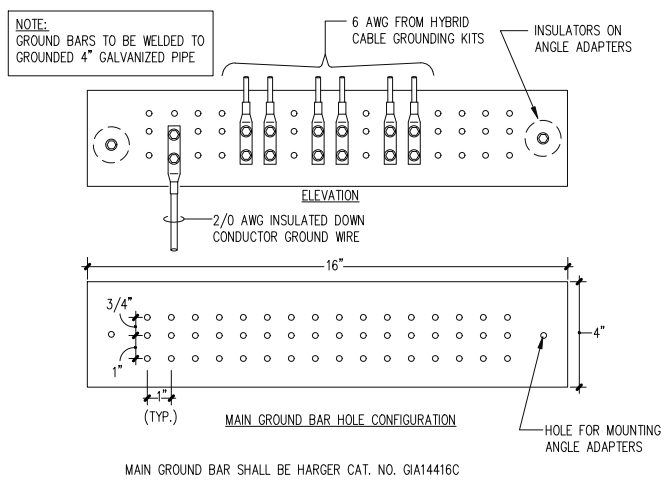 NOTE:
GROUND BARS TO BE WELDED TO
GROUNDED 4" GALVANIZED PIPE
6 AWG FROM HYBRID
CABLE GROUNDING KITS
INSULATORS ON
ANGLE ADAPTERS
ELEVATION
2/0 AWG INSULATED DOWN
CONDUCTOR GROUND WIRE
16"
3/4"
4"
1"
1"
(TYP.)
MAIN GROUND BAR HOLE CONFIGURATION
HOLE FOR MOUNTING
ANGLE ADAPTERS
MAIN GROUND BAR SHALL BE HARGER CAT. NO. GIA14416C